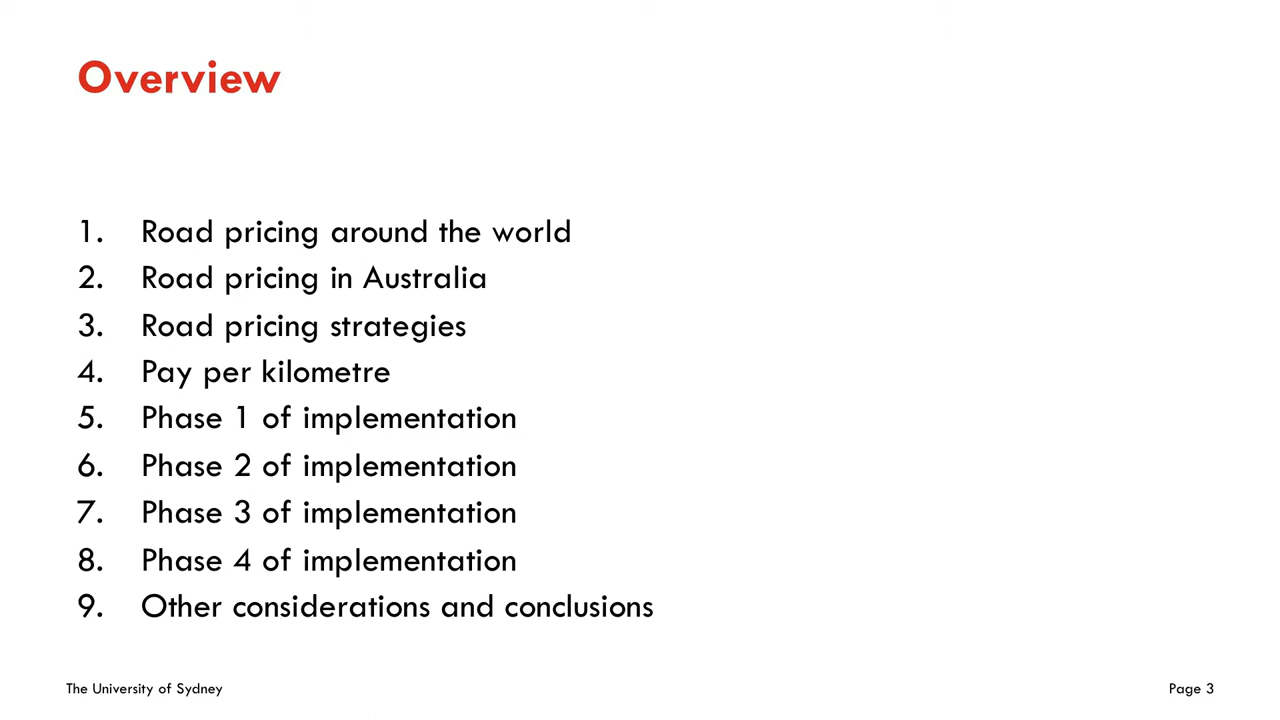 Overview
1. Road pricing around the world
2. Road pricing in Australia
3. Road pricing strategies
4. Pay per kilometre
5. Phase 1 of implementation
6. Phase 2 of implementation
7. Phase 3 of implementation
8. Phase 4 of implementation
9. Other considerations and conclusions
The University of Sydney
Page 3